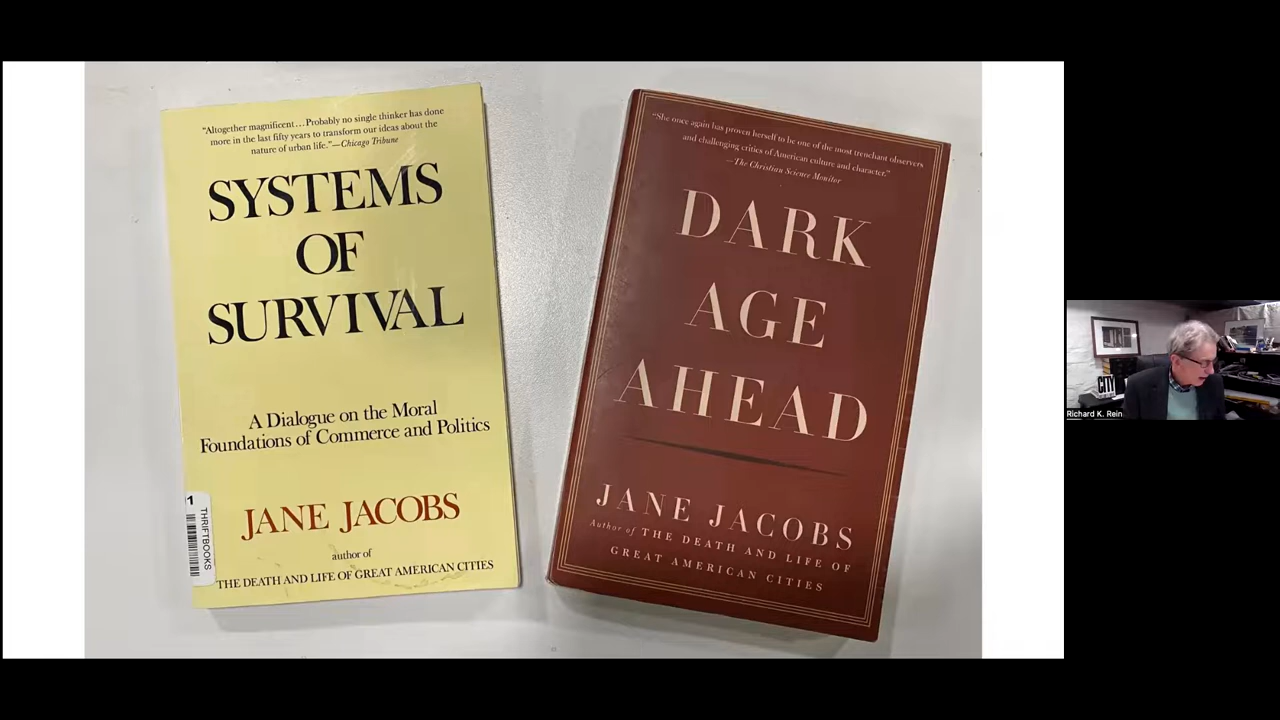 “Altogether magnificent…Probably no single thinker has done
more in the last fifty years to transform our ideas about the
nature of urban life.”—Chicago Tribune
SYSTEMS
OF
SURVIVAL
A Dialogue on the Moral
Foundations of Commerce and Politics
JANE JACOBS
author of
THE DEATH AND LIFE OF GREAT AMERICAN CITIES
1
THRIFTBOOKS
“She once again has proven herself to be one of the most trenchant observers
and challenging critics of American culture and character.”
—The Christian Science Monitor
DARK
AGE
AHEAD
JANE JACOBS
Author of THE DEATH AND LIFE OF
GREAT AMERICAN CITIES
CITY
Richard K. Rein